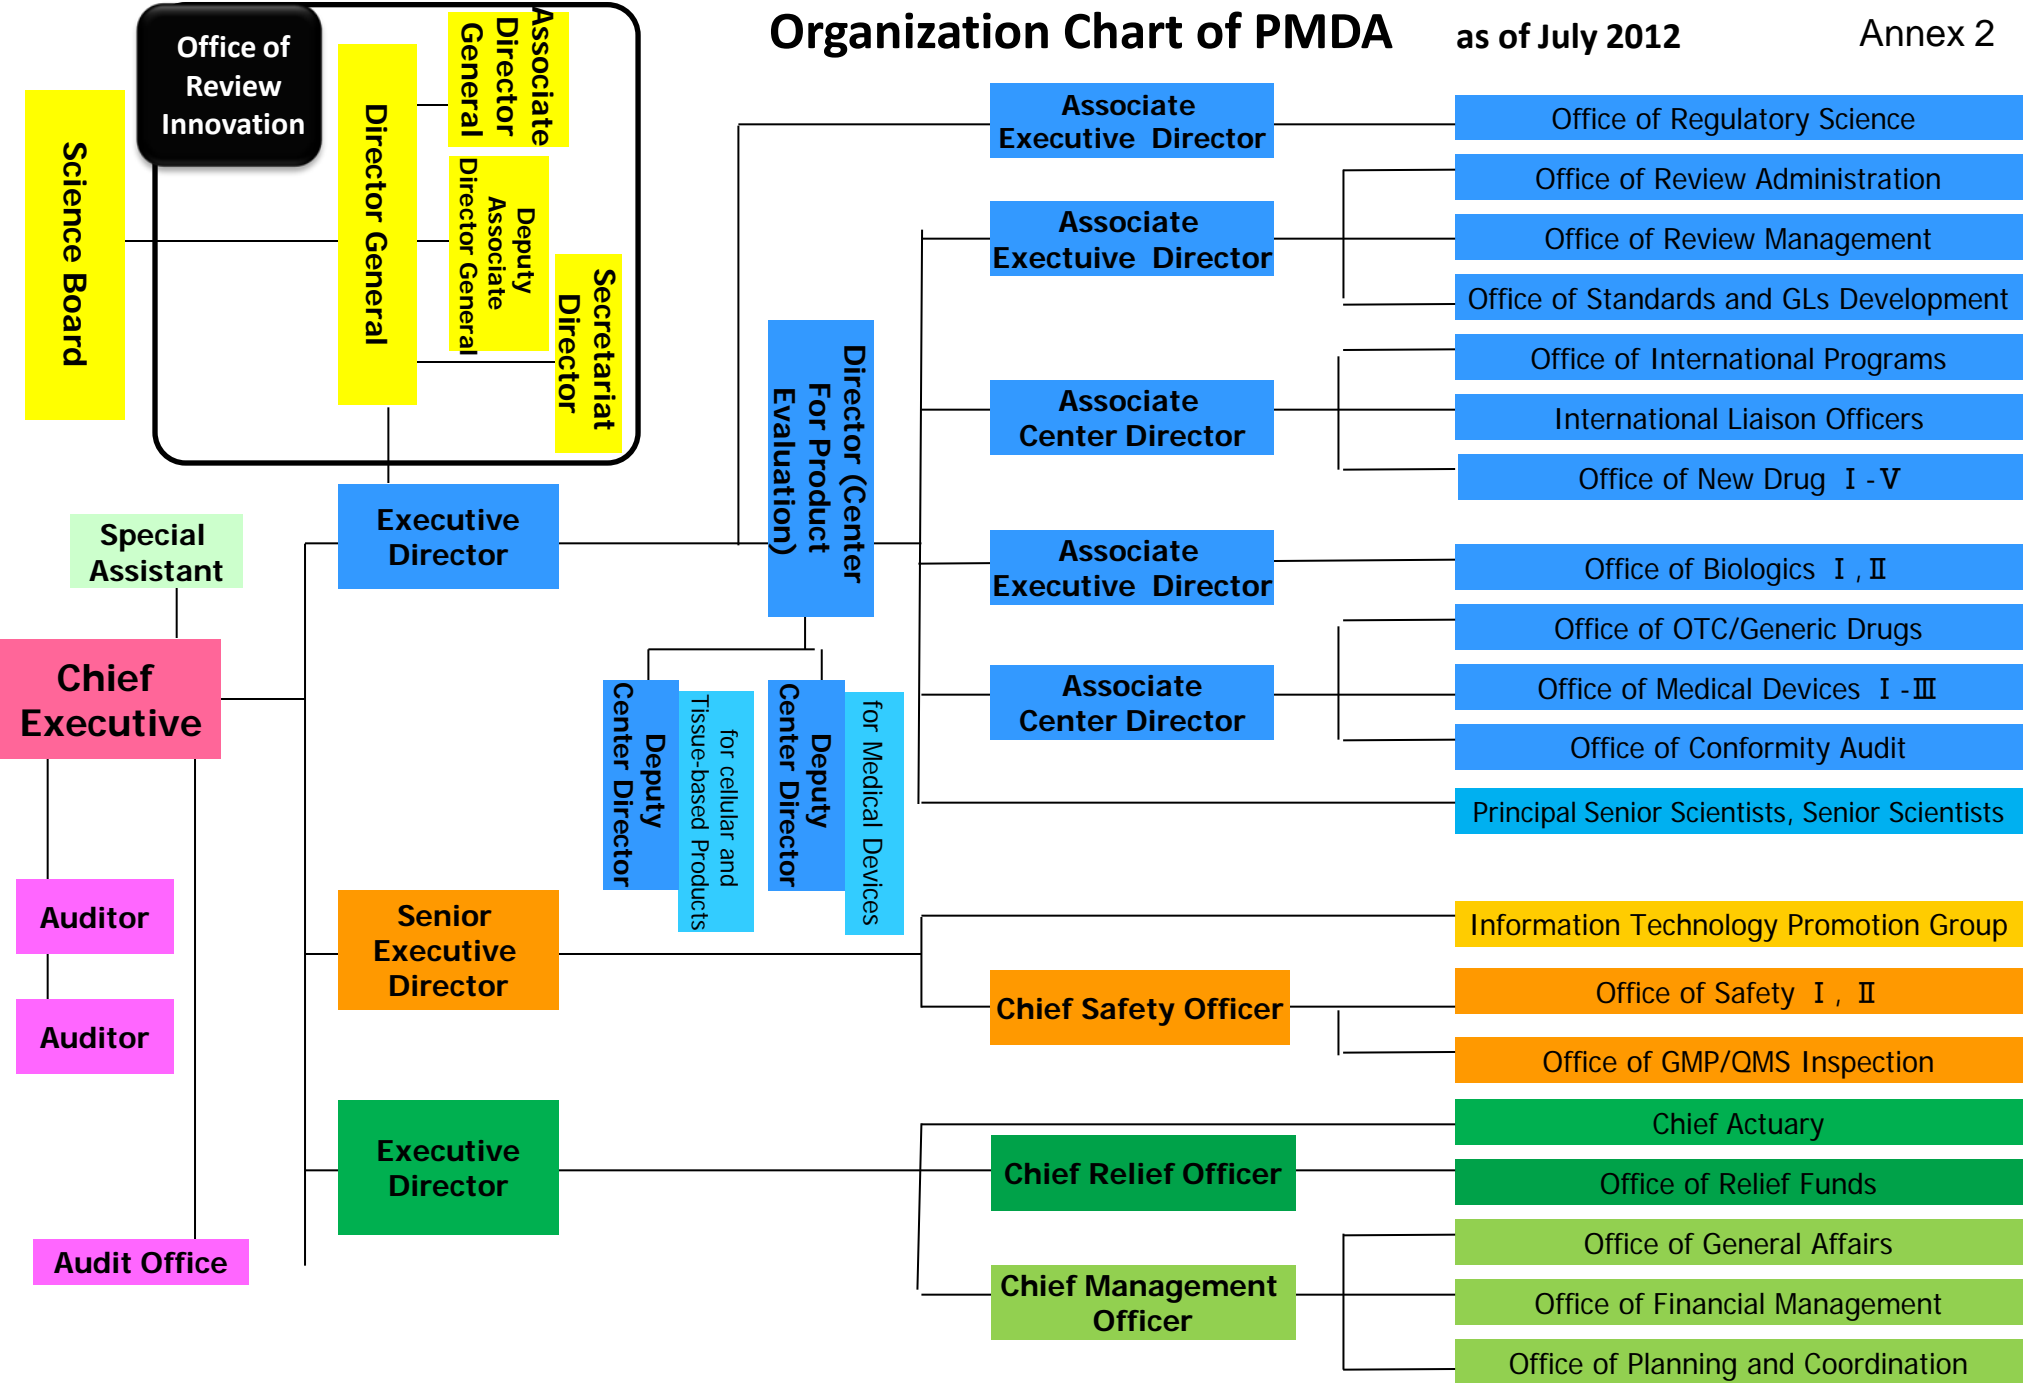 Organization Chart of PMDA
as of July 2012
Annex 2
Office of
Review
Innovation
Science Board
Director General
Associate
Director
General
Deputy
Associate
Director General
Secretariat
Director
Special
Assistant
Chief
Executive
Auditor
Auditor
Audit Office
Executive
Director
Director (Center
For Product
Evaluation)
Deputy
Center Director
for cellular and
Tissue-based Products
Deputy
Center Director
for Medical Devices
Associate
Executive Director
Office of Regulatory Science
Associate
Exectuive Director
Office of Review Administration
Office of Review Management
Office of Standards and GLs Development
Associate
Center Director
Office of International Programs
International Liaison Officers
Office of New Drug Ⅰ-Ⅴ
Associate
Executive Director
Office of Biologics Ⅰ,Ⅱ
Associate
Center Director
Office of OTC/Generic Drugs
Office of Medical Devices Ⅰ-Ⅲ
Office of Conformity Audit
Principal Senior Scientists, Senior Scientists
Senior
Executive
Director
Information Technology Promotion Group
Chief Safety Officer
Office of Safety Ⅰ, Ⅱ
Office of GMP/QMS Inspection
Executive
Director
Chief Actuary
Chief Relief Officer
Office of Relief Funds
Chief Management
Officer
Office of General Affairs
Office of Financial Management
Office of Planning and Coordination